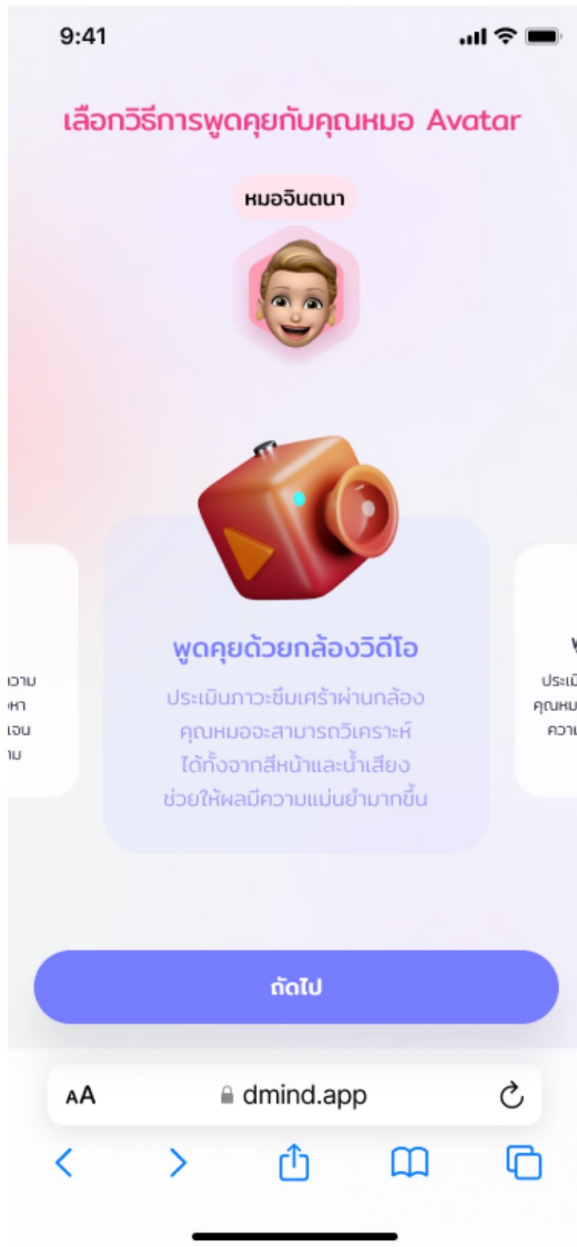 9:41
เลือกวิธีการพูดคุยกับคุณหมอ Avatar
หมอจินตนา
พูดคุยด้วยกล้องวิดีโอ
ประเมินภาวะซึมเศร้าผ่านกล้อง
คุณหมอจะสามารถวิเคราะห์
ได้ทั้งจากสีหน้าและน้ำเสียง
ช่วยให้ผลมีความแม่นยำมากขึ้น
ถัดไป
AA
dmind.app